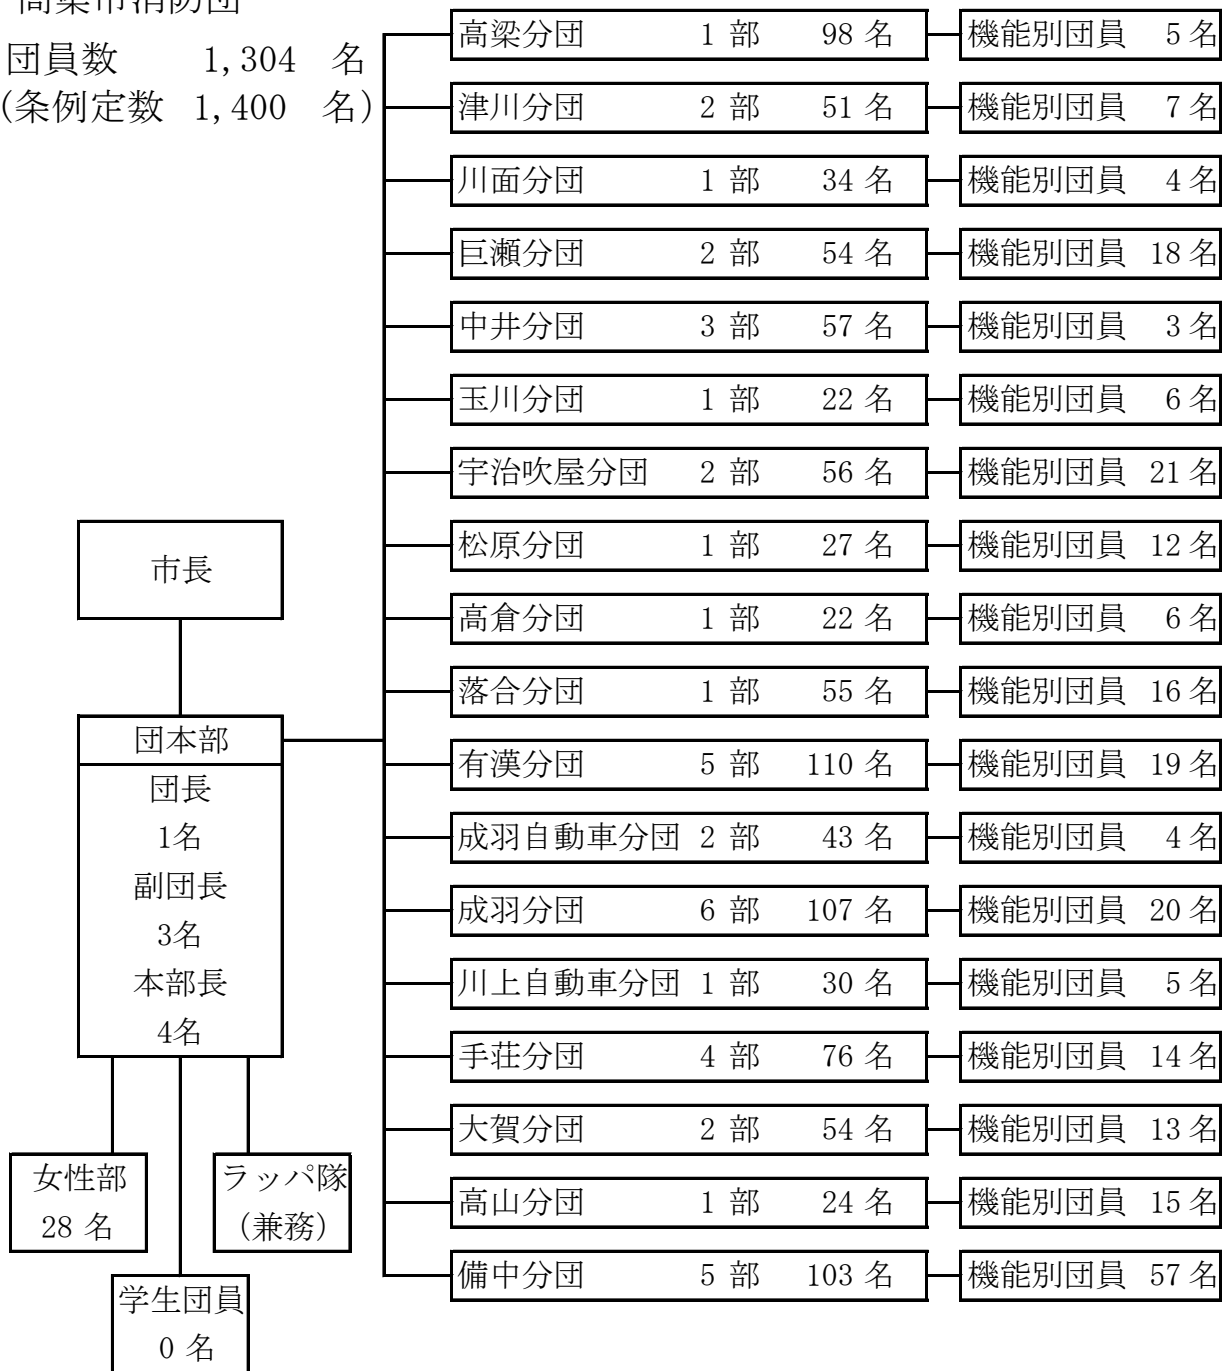 高梁市消防団
団員数 1,304 名
(条例定数 1,400 名)
高梁分団 1 部 98 名 機能別団員 5 名
津川分団 2 部 51 名 機能別団員 7 名
川面分団 1 部 34 名 機能別団員 4 名
巨瀬分団 2 部 54 名 機能別団員 18 名
中井分団 3 部 57 名 機能別団員 3 名
玉川分団 1 部 22 名 機能別団員 6 名
宇治吹屋分団 2 部 56 名 機能別団員 21 名
松原分団 1 部 27 名 機能別団員 12 名
高倉分団 1 部 22 名 機能別団員 6 名
落合分団 1 部 55 名 機能別団員 16 名
有漢分団 5 部 110 名 機能別団員 19 名
成羽自動車分団 2 部 43 名 機能別団員 4 名
成羽分団 6 部 107 名 機能別団員 20 名
川上自動車分団 1 部 30 名 機能別団員 5 名
手荘分団 4 部 76 名 機能別団員 14 名
大賀分団 2 部 54 名 機能別団員 13 名
高山分団 1 部 24 名 機能別団員 15 名
備中分団 5 部 103 名 機能別団員 57 名
市長
団本部
団長
1名
副団長
3名
本部長
4名
女性部
28 名
ラッパ隊
(兼務)
学生団員
0 名